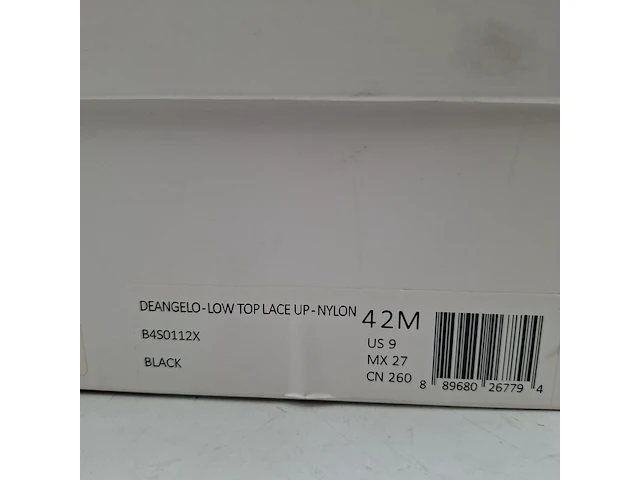 DEANGELO-LOW TOP LACE UP-NYLON
B4S0112X
BLACK
42M
US 9
MX 27
CN 260
8 89680 26779 4